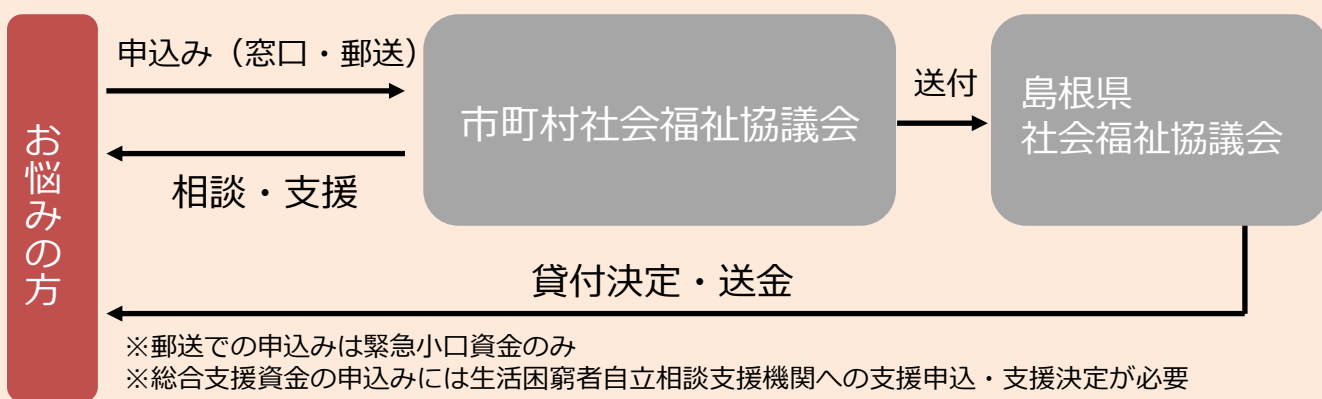 お悩みの方
申込み（窓口・郵送）
相談・支援
市町村社会福祉協議会
送付
島根県
社会福祉協議会
貸付決定・送金
※郵送での申込みは緊急小口資金のみ
※総合支援資金の申込みには生活困窮者自立相談支援機関への支援申込・支援決定が必要